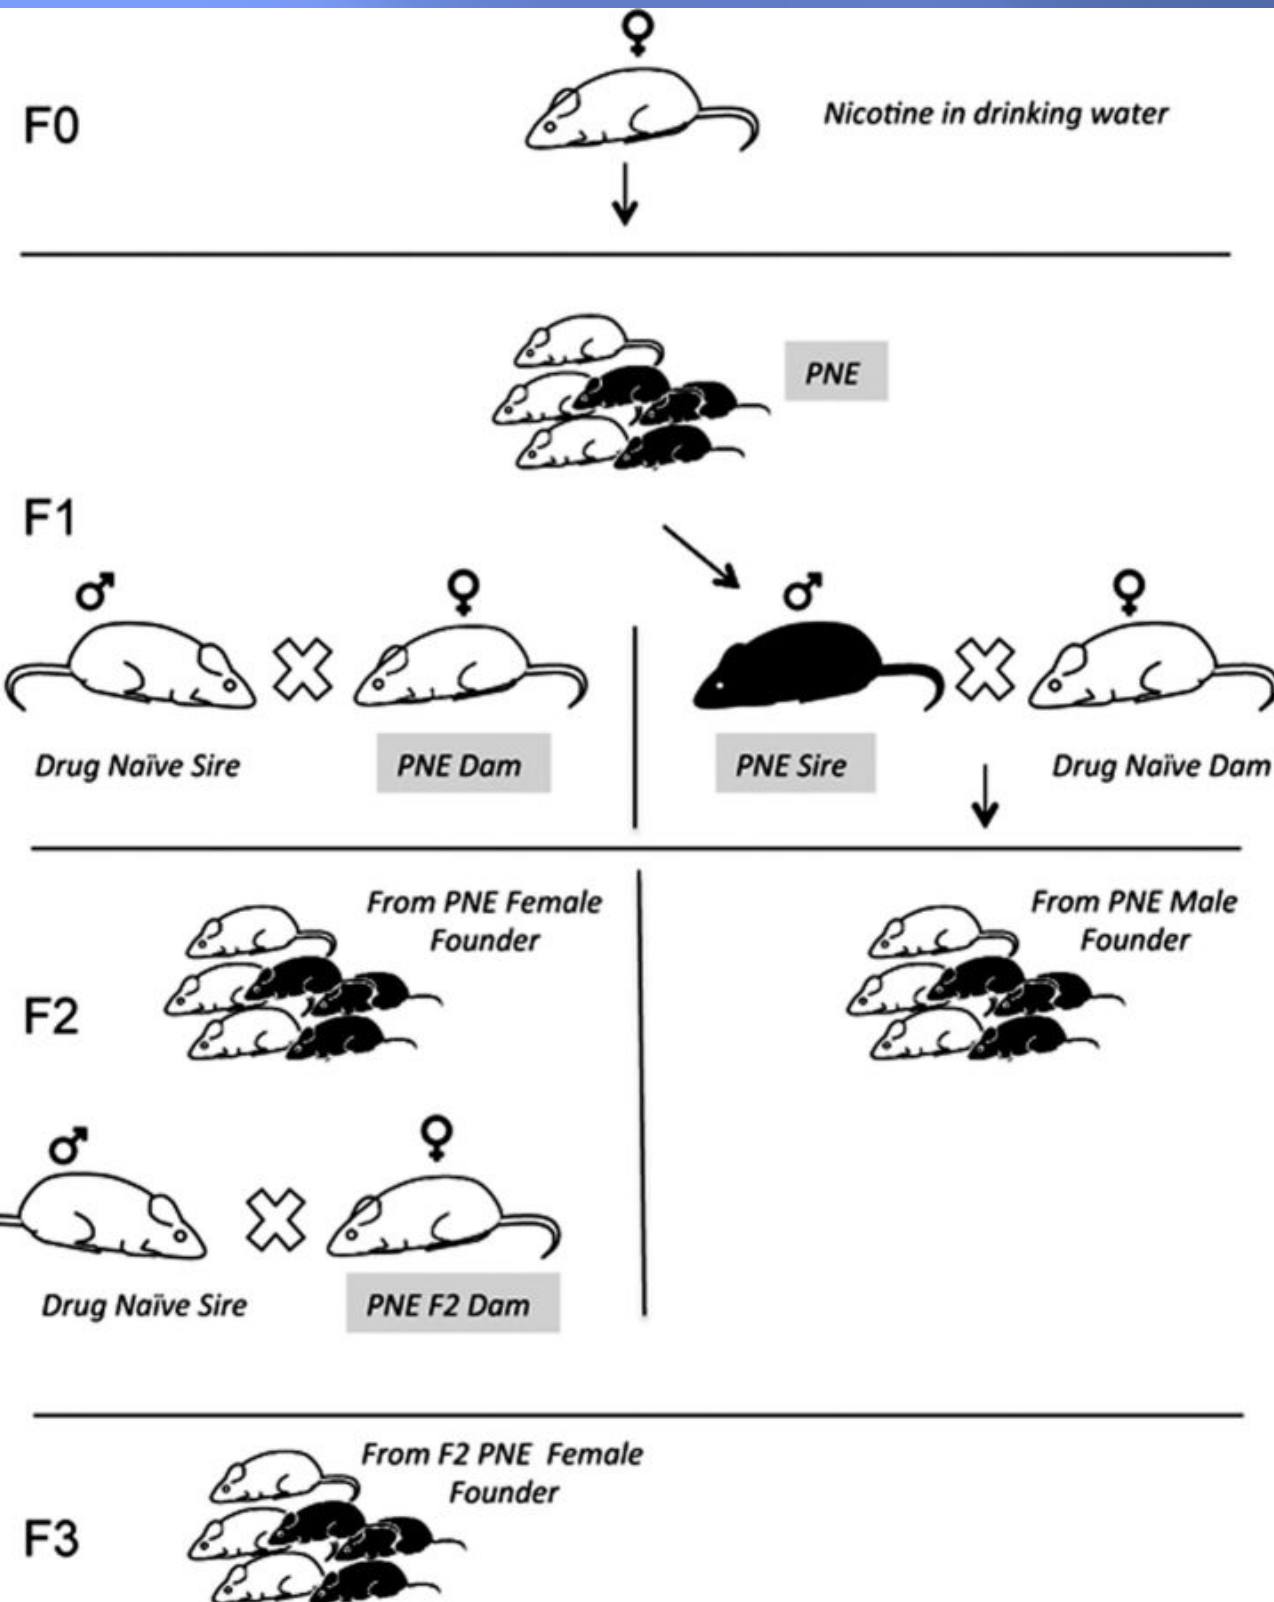 F0
Nicotine in drinking water
PNE
F1
Drug Naïve Sire
PNE Dam
PNE Sire
Drug Naïve Dam
From PNE Female
Founder
From PNE Male
Founder
F2
Drug Naïve Sire
PNE F2 Dam
From F2 PNE Female
Founder
F3